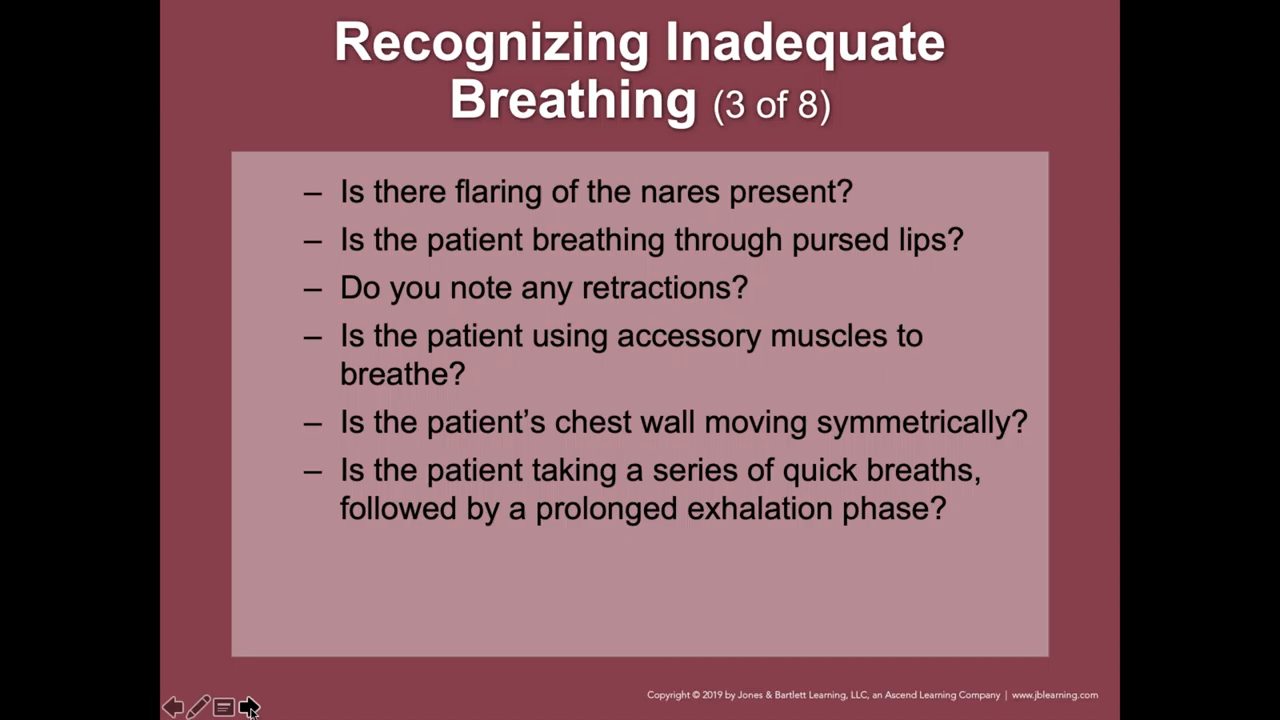 Recognizing Inadequate
Breathing (3 of 8)
– Is there flaring of the nares present?
– Is the patient breathing through pursed lips?
– Do you note any retractions?
– Is the patient using accessory muscles to
breathe?
– Is the patient’s chest wall moving symmetrically?
– Is the patient taking a series of quick breaths,
followed by a prolonged exhalation phase?
Copyright © 2019 by Jones & Bartlett Learning, LLC, an Ascend Learning Company | www.jblearning.com